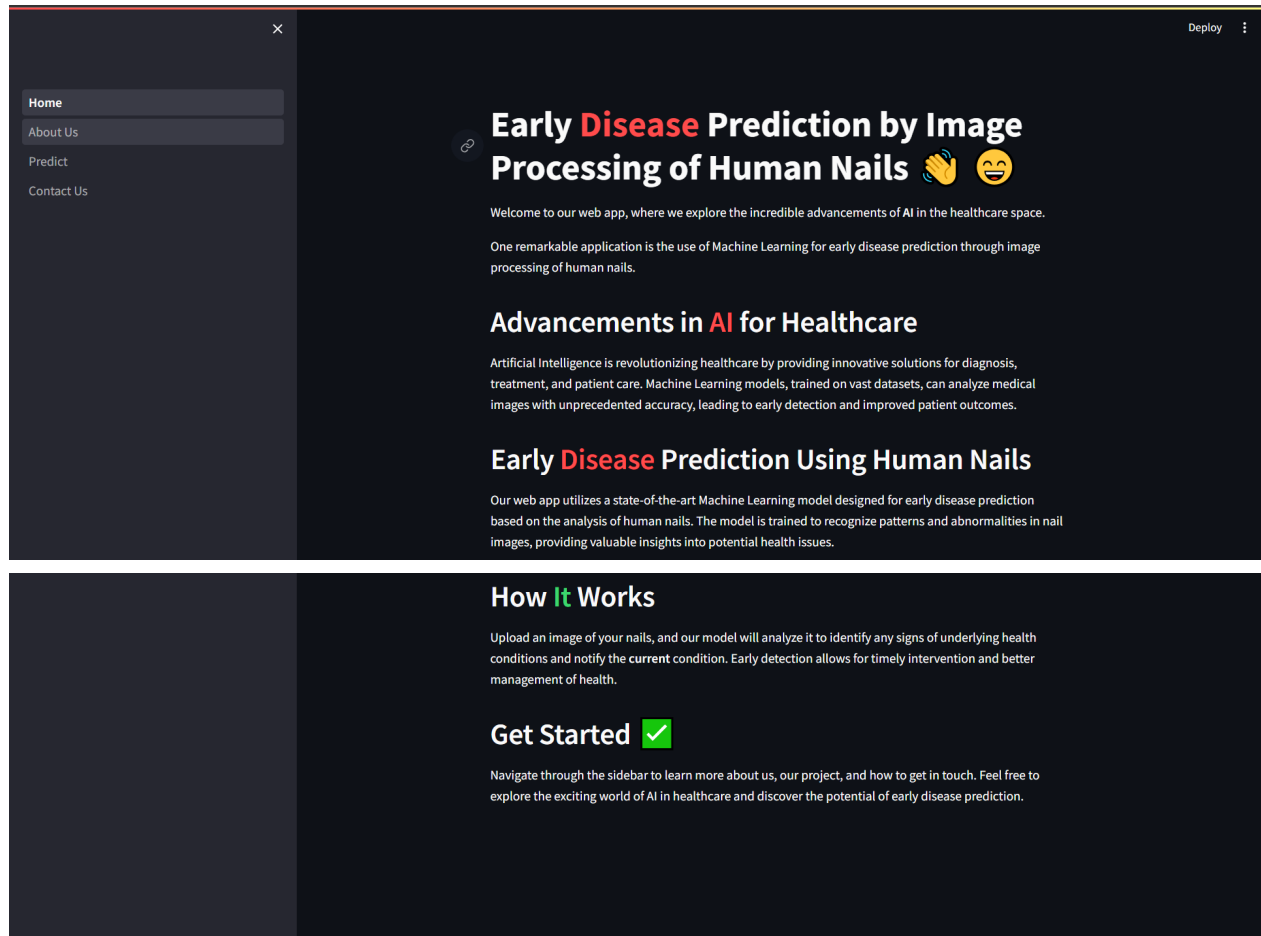 Deploy
Home
About Us
Predict
Contact Us
Early Disease Prediction by Image
Processing of Human Nails 👋 😄
Welcome to our web app, where we explore the incredible advancements of AI in the healthcare space.
One remarkable application is the use of Machine Learning for early disease prediction through image
processing of human nails.
Advancements in AI for Healthcare
Artificial Intelligence is revolutionizing healthcare by providing innovative solutions for diagnosis,
treatment, and patient care. Machine Learning models, trained on vast datasets, can analyze medical
images with unprecedented accuracy, leading to early detection and improved patient outcomes.
Early Disease Prediction Using Human Nails
Our web app utilizes a state-of-the-art Machine Learning model designed for early disease prediction
based on the analysis of human nails. The model is trained to recognize patterns and abnormalities in nail
images, providing valuable insights into potential health issues.
How It Works
Upload an image of your nails, and our model will analyze it to identify any signs of underlying health
conditions and notify the current condition. Early detection allows for timely intervention and better
management of health.
Get Started ✅
Navigate through the sidebar to learn more about us, our project, and how to get in touch. Feel free to
explore the exciting world of AI in healthcare and discover the potential of early disease prediction.